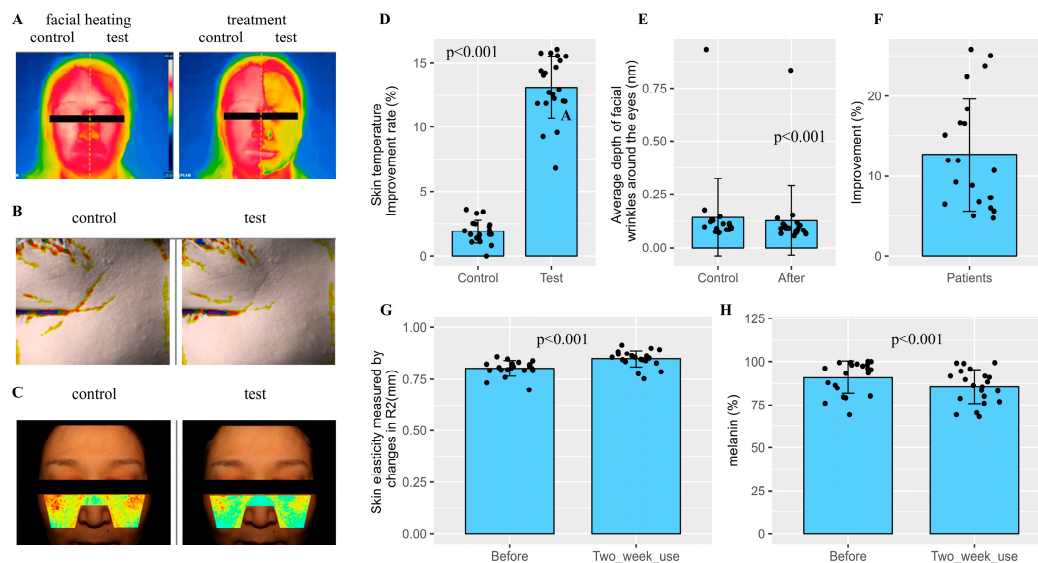 A
facial heating
treatment
control
test
control
test
B
control
test
C
control
test
D
p<0.001
A
Skin temperature
Improvement rate (%)
15
10
5
0
Control
Test
E
p<0.001
Average depth of facial
wrinkles around the eyes (nm)
0.75
0.50
0.25
0.00
Control
After
F
Improvement (%)
20
10
0
Patients
G
p<0.001
Skin elasticity measured by
changes in R2(mm)
1.00
0.75
0.50
0.25
0.00
Before
Two_week_use
H
p<0.001
melanin (%)
125
100
75
50
25
0
Before
Two_week_use